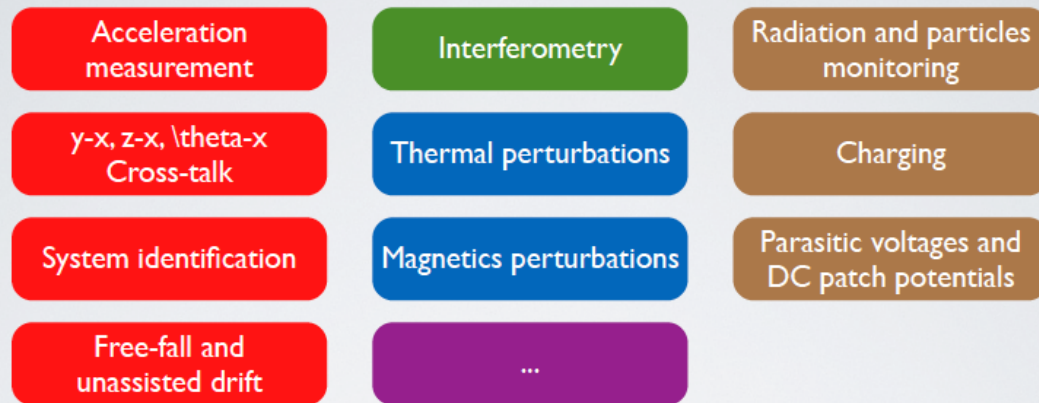 Acceleration
measurement
Interferometry
Radiation and particles
monitoring
y-x, z-x, \theta-x
Cross-talk
Thermal perturbations
Charging
System identification
Magnetics perturbations
Parasitic voltages and
DC patch potentials
Free-fall and
unassisted drift
...